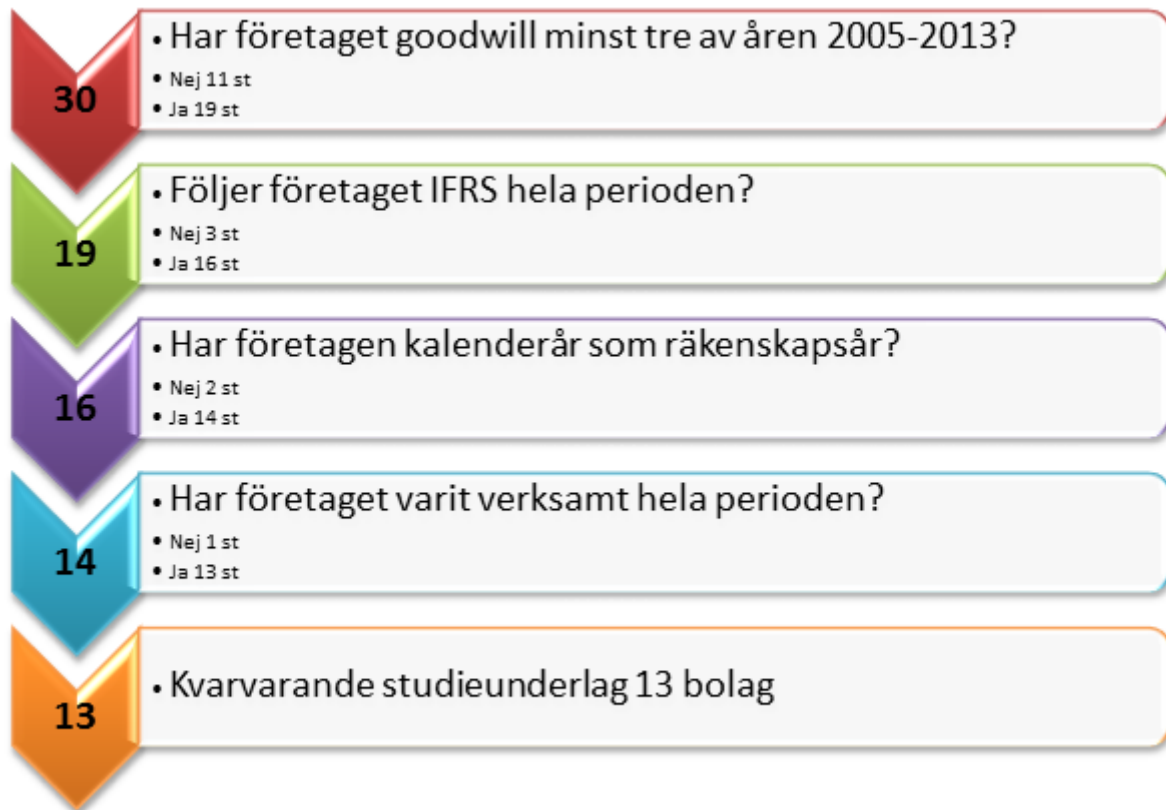 30
• Har företaget goodwill minst tre av åren 2005-2013?
• Nej 11 st
• Ja 19 st
19
• Följer företaget IFRS hela perioden?
• Nej 3 st
• Ja 16 st
16
• Har företagen kalenderår som räkenskapsår?
• Nej 2 st
• Ja 14 st
14
• Har företaget varit verksamt hela perioden?
• Nej 1 st
• Ja 13 st
13
• Kvarvarande studieunderlag 13 bolag